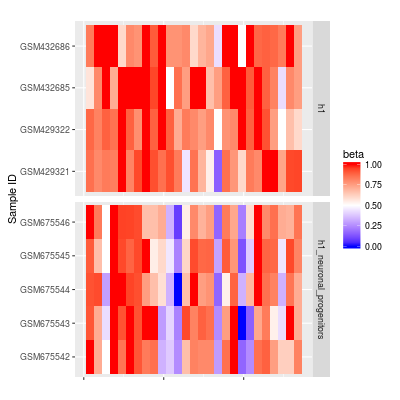 GSM432686
GSM432685
GSM429322
GSM429321
h1
GSM675546
GSM675545
GSM675544
GSM675543
GSM675542
h1_neuronal_progenitors
Sample ID
beta
1.00
0.75
0.50
0.25
0.00